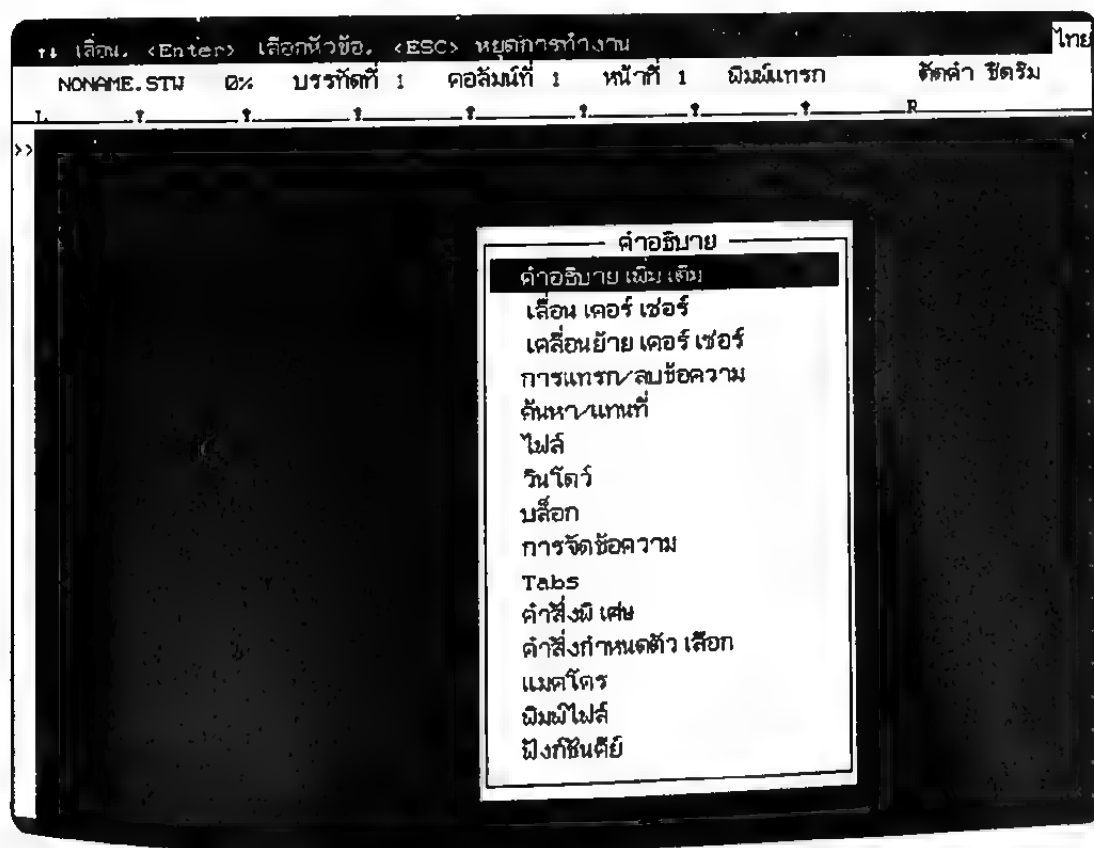 ↑↓ เลื่อน, <Enter> เลือกหัวข้อ, <ESC> หยุดการทำงาน ไทย
NONAME.STW 0% บรรทัดที่ 1 คอลัมน์ที่ 1 หน้าที่ 1 พิมพ์แทรก ตัดคำ ชิดริม
L R
>> <
คำอธิบาย
คำอธิบายเพิ่มเติม
เลื่อนเคอร์เซอร์
เคลื่อนย้ายเคอร์เซอร์
การแทรก/ลบข้อความ
ค้นหา/แทนที่
ไฟล์
วินโดว์
บล็อก
การจัดข้อความ
Tabs
คำสั่งพิเศษ
คำสั่งกำหนดตัวเลือก
แมคโคร
พิมพ์ไฟล์
ฟังก์ชันคีย์